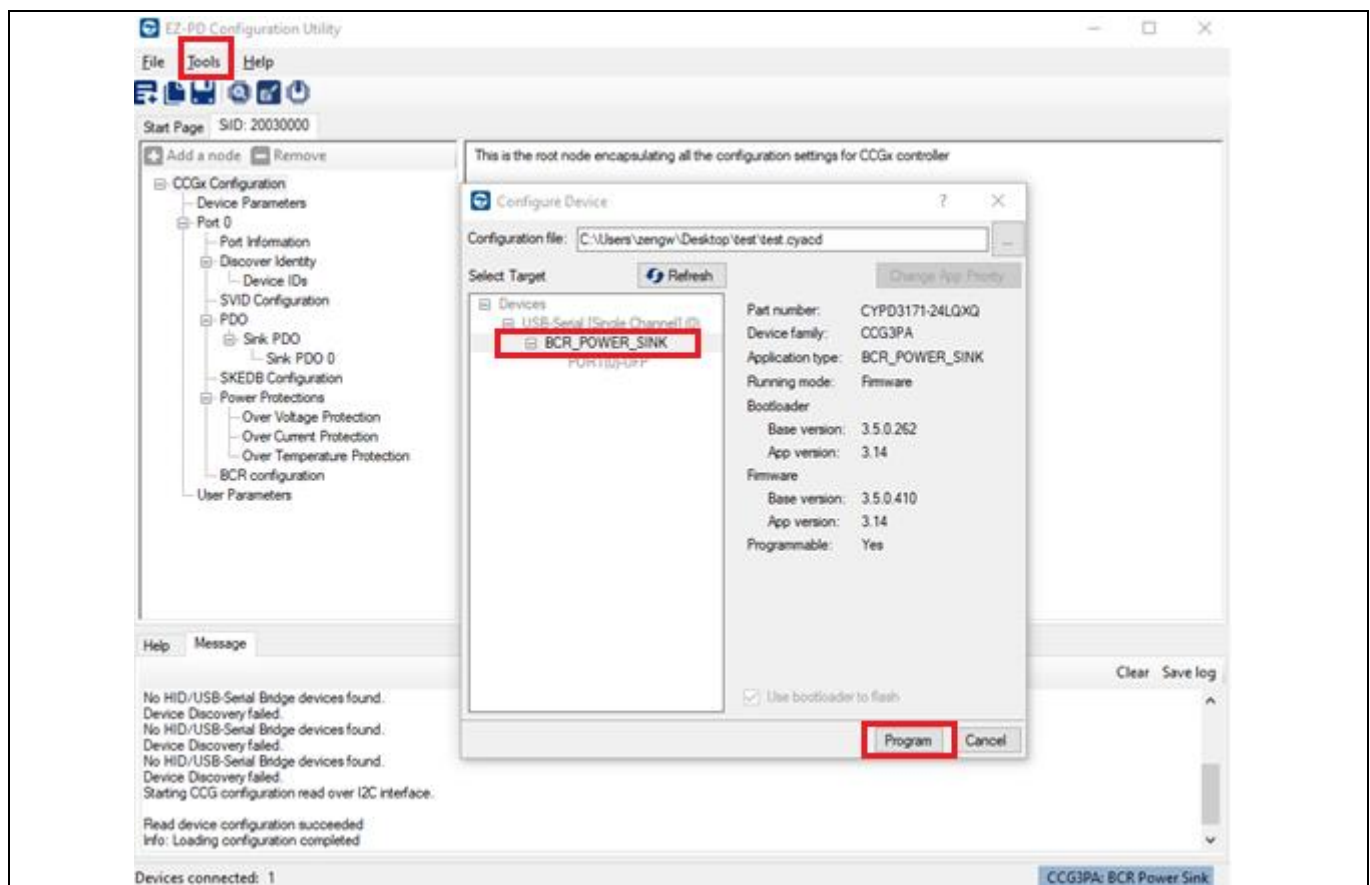 EZ-PD Configuration Utility
File Tools Help
Start Page SID: 20030000
Add a node Remove
This is the root node encapsulating all the configuration settings for CCGx controller
CCGx Configuration
Device Parameters
Port 0
Port Information
Discover Identity
Device IDs
SVID Configuration
PDO
Sink PDO
Sink PDO 0
SKEDB Configuration
Power Protections
Over Voltage Protection
Over Current Protection
Over Temperature Protection
BCR configuration
User Parameters
Configure Device ?
Configuration file: C:\Users\zengw\Desktop\test\test.cyacd ...
Select Target Refresh Change App Priority
Devices
USB-Serial [Single Channel] (0)
BCR_POWER_SINK
PORT(0)-UFP
Part number: CYPD3171-24LQXQ
Device family: CCG3PA
Application type: BCR_POWER_SINK
Running mode: Firmware
Bootloader
Base version: 3.5.0.262
App version: 3.14
Firmware
Base version: 3.5.0.410
App version: 3.14
Programmable: Yes
Use bootloader to flash
Program Cancel
Help Message
Clear Save log
No HID/USB-Serial Bridge devices found.
Device Discovery failed.
No HID/USB-Serial Bridge devices found.
Device Discovery failed.
No HID/USB-Serial Bridge devices found.
Device Discovery failed.
Starting CCG configuration read over I2C interface.
Read device configuration succeeded
Info: Loading configuration completed
Devices connected: 1 CCG3PA: BCR Power Sink